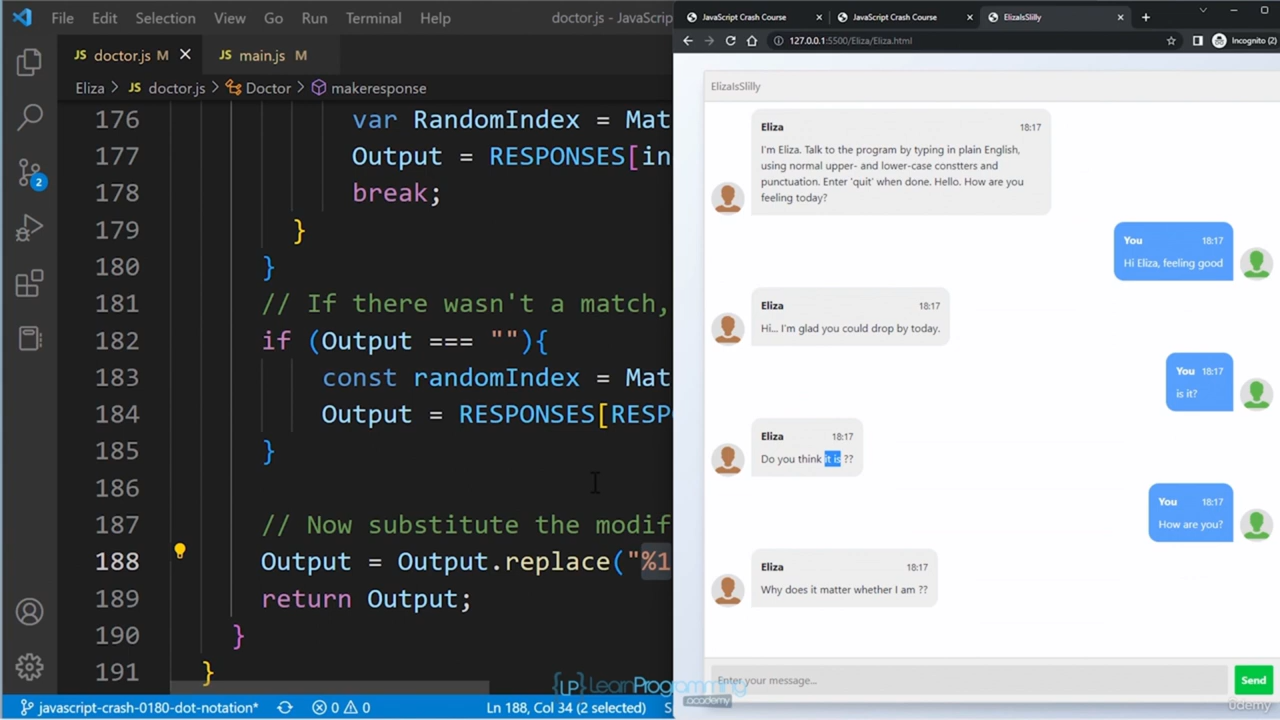 File Edit Selection View Go Run Terminal Help doctor.js - JavaScrip
doctor.js M
main.js M
Eliza > doctor.js > Doctor > makeresponse
176 var RandomIndex = Mat
177 Output = RESPONSES[in
178 break;
179 }
180 }
181 // If there wasn't a match,
182 if (Output === ""){
183 const randomIndex = Mat
184 Output = RESPONSES[RESP
185 }
186
187 // Now substitute the modif
188 Output = Output.replace("%1
189 return Output;
190 }
191 }
2
javascript-crash-0180-dot-notation* 0 0 Ln 188, Col 34 (2 selected) S
JavaScript Crash Course
JavaScript Crash Course
ElizaIsSlilly
127.0.0.1:5500/Eliza/Eliza.html
Incognito (2)
ElizaIsSlilly
Eliza 18:17
I'm Eliza. Talk to the program by typing in plain English,
using normal upper- and lower-case constters and
punctuation. Enter 'quit' when done. Hello. How are you
feeling today?
You 18:17
Hi Eliza, feeling good
Eliza 18:17
Hi... I'm glad you could drop by today.
You 18:17
is it?
Eliza 18:17
Do you think it is ??
You 18:17
How are you?
Eliza 18:17
Why does it matter whether I am ??
Enter your message...
Send
LP LearnProgramming
academy
ûdemy